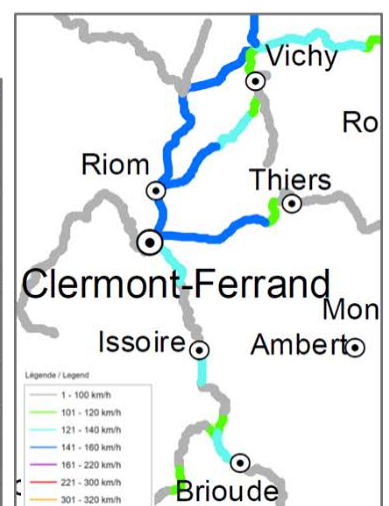 Vichy
Ro
Riom
Thiers
Clermont-Ferrand
Mon
Issoire
Ambert
Légende / Legend
1 - 100 km/h
101 - 120 km/h
121 - 140 km/h
141 - 160 km/h
161 - 220 km/h
221 - 300 km/h
301 - 320 km/h
Brioude